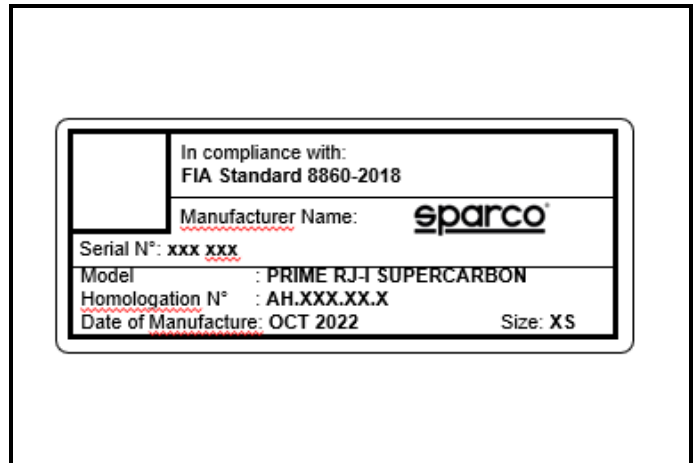 In compliance with:
FIA Standard 8860-2018
Manufacturer Name: sparco
Serial N°: xxx xxx
Model : PRIME RJ-I SUPERCARBON
Homologation N° : AH.XXX.XX.X
Date of Manufacture: OCT 2022 Size: XS